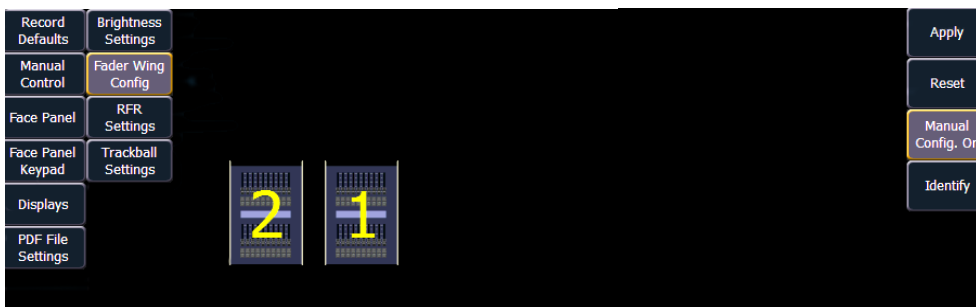 Record
Defaults
Brightness
Settings
Manual
Control
Fader Wing
Config
Face Panel
RFR
Settings
Face Panel
Keypad
Trackball
Settings
Displays
PDF File
Settings
2
1
Apply
Reset
Manual
Config. On
Identify